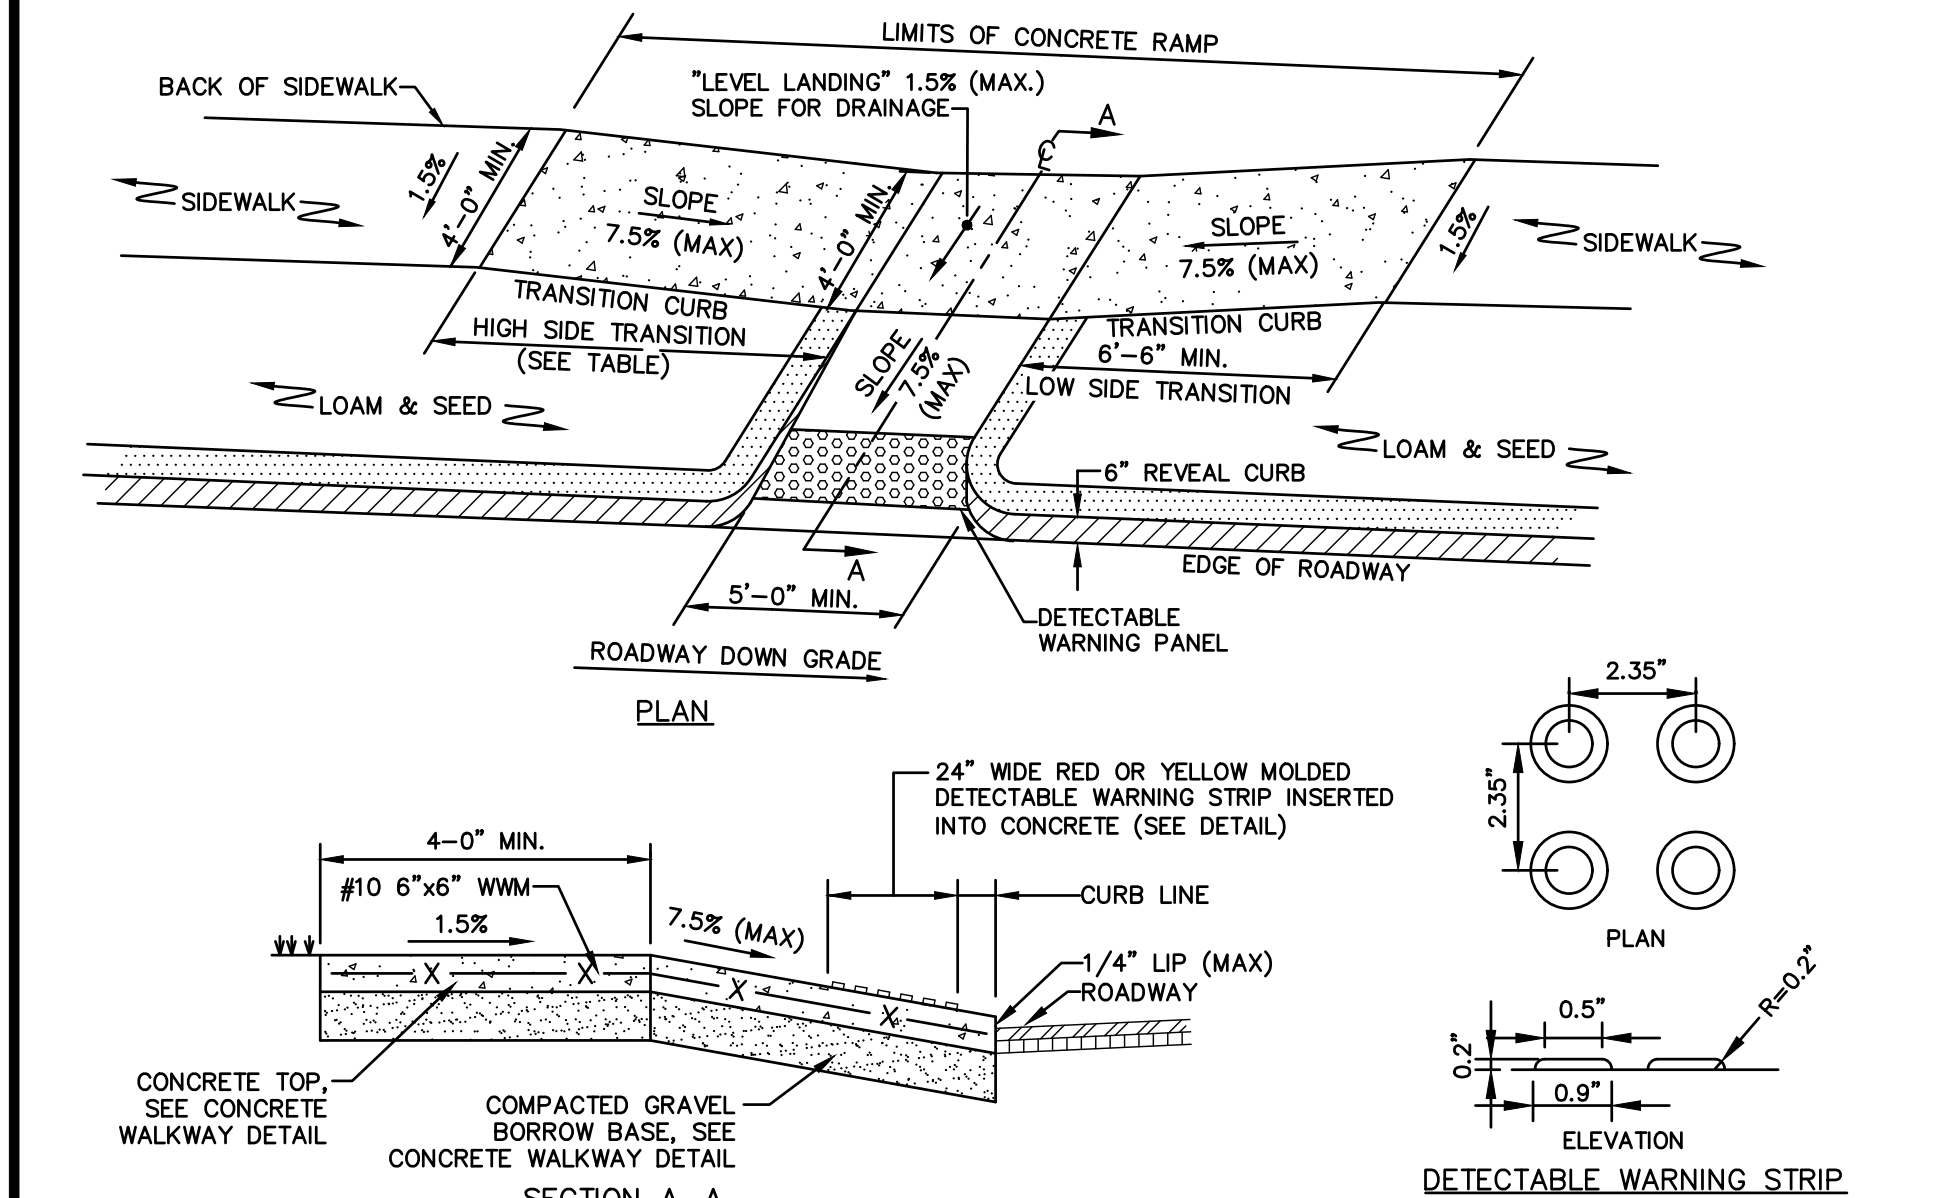 LIMITS OF CONCRETE RAMP
BACK OF SIDEWALK
"LEVEL LANDING" 1.5% (MAX.)
SLOPE FOR DRAINAGE
A
℄
1.5%
4'-0" MIN.
SIDEWALK
SLOPE
7.5% (MAX)
4'-0" MIN.
SLOPE
7.5% (MAX)
1.5%
SIDEWALK
TRANSITION CURB
HIGH SIDE TRANSITION
(SEE TABLE)
SLOPE
7.5%
(MAX)
TRANSITION CURB
6'-6" MIN.
LOW SIDE TRANSITION
LOAM & SEED
LOAM & SEED
6" REVEAL CURB
EDGE OF ROADWAY
A
5'-0" MIN.
DETECTABLE
WARNING PANEL
ROADWAY DOWN GRADE
PLAN
24" WIDE RED OR YELLOW MOLDED
DETECTABLE WARNING STRIP INSERTED
INTO CONCRETE (SEE DETAIL)
4-0" MIN.
#10 6"x6" WWM
1.5%
7.5% (MAX)
CURB LINE
1/4" LIP (MAX)
ROADWAY
X
X
X
X
CONCRETE TOP,
SEE CONCRETE
WALKWAY DETAIL
COMPACTED GRAVEL
BORROW BASE, SEE
CONCRETE WALKWAY DETAIL
SECTION A-A
2.35"
2.35"
PLAN
0.5"
R=0.2"
0.2"
0.9"
ELEVATION
DETECTABLE WARNING STRIP